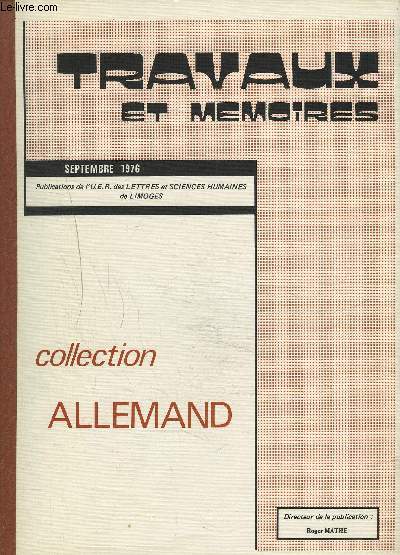 Le-livre.com
TRAVAUX
ET MEMOIRES
SEPTEMBRE 1976
Publications de l'U.E.R. des LETTRES et SCIENCES HUMAINES
de LIMOGES
collection
ALLEMAND
Directeur de la publication :
Roger MATHE